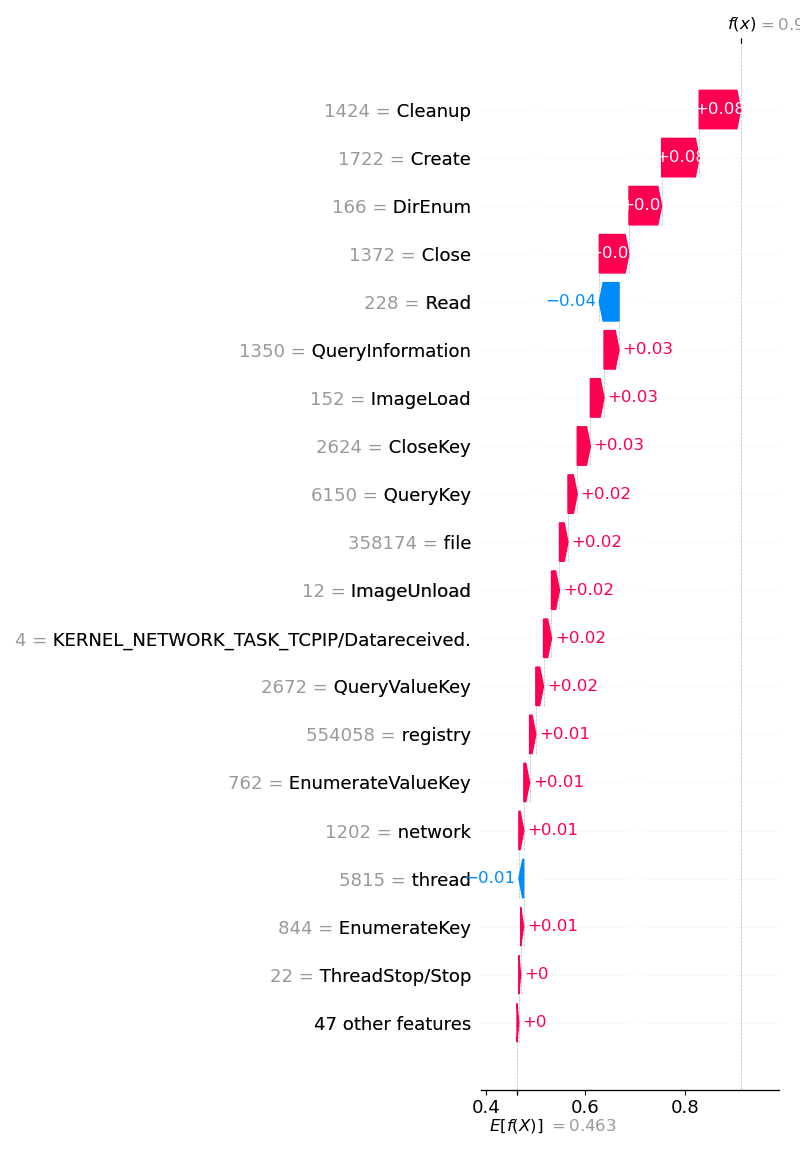 f(x) = 0.9
1424 = Cleanup +0.08
1722 = Create +0.08
166 = DirEnum
1372 = Close
228 = Read −0.04
1350 = QueryInformation +0.03
152 = ImageLoad +0.03
2624 = CloseKey +0.03
6150 = QueryKey +0.02
358174 = file +0.02
12 = ImageUnload +0.02
4 = KERNEL_NETWORK_TASK_TCPIP/Datareceived. +0.02
2672 = QueryValueKey +0.02
554058 = registry +0.01
762 = EnumerateValueKey +0.01
1202 = network +0.01
5815 = thread −0.01
844 = EnumerateKey +0.01
22 = ThreadStop/Stop +0
47 other features +0
0.4 0.6 0.8
E[f(X)] = 0.463